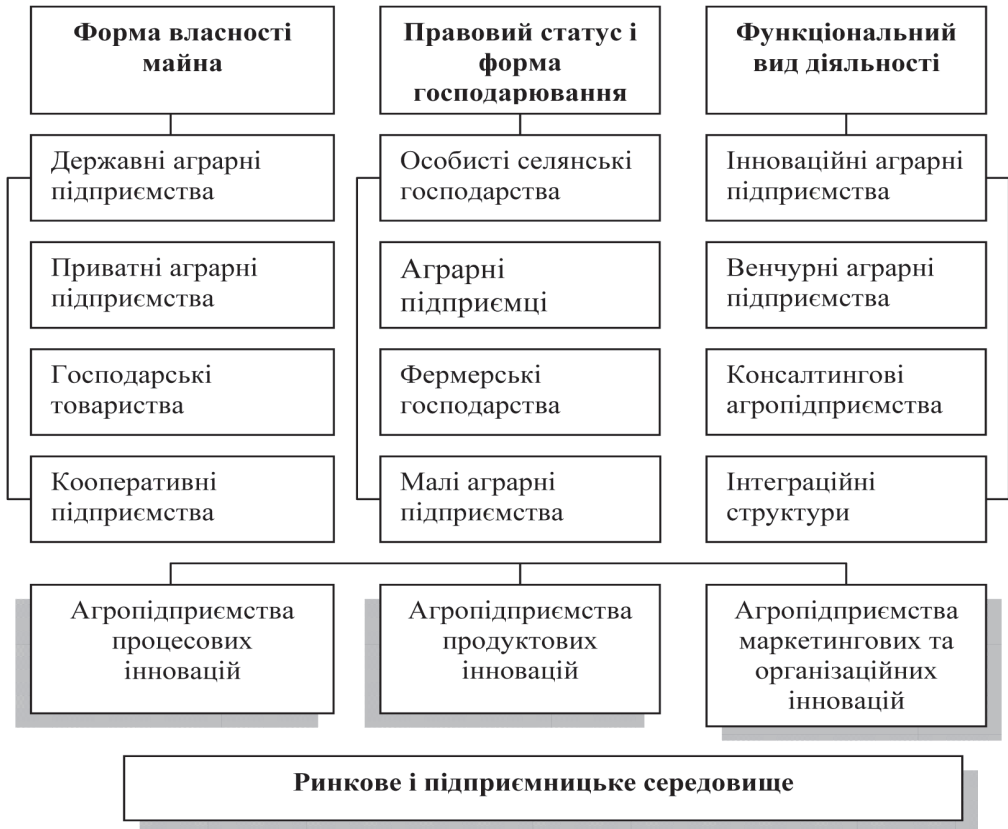 Форма власності
майна
Правовий статус і
форма
господарювання
Функціональний
вид діяльності
Державні аграрні
підприємства
Приватні аграрні
підприємства
Господарські
товариства
Кооперативні
підприємства
Особисті селянські
господарства
Аграрні
підприємці
Фермерські
господарства
Малі аграрні
підприємства
Інноваційні аграрні
підприємства
Венчурні аграрні
підприємства
Консалтингові
агропідприємства
Інтеграційні
структури
Агропідприємства
процесових
інновацій
Агропідприємства
продуктових
інновацій
Агропідприємства
маркетингових та
організаційних
інновацій
Ринкове і підприємницьке середовище